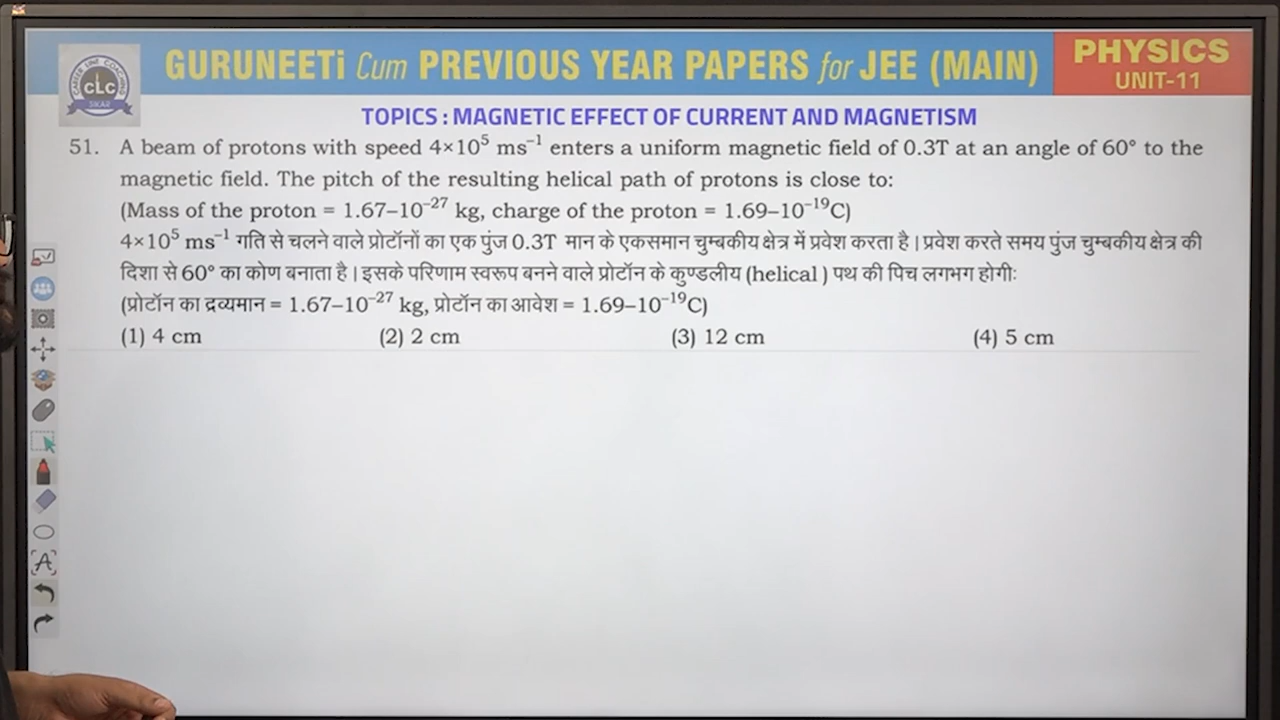 GURUNEETi Cum PREVIOUS YEAR PAPERS for JEE (MAIN)
PHYSICS
UNIT-11
CAREER LINE COACHING
CLC
SIKAR
TOPICS : MAGNETIC EFFECT OF CURRENT AND MAGNETISM
51. A beam of protons with speed 4×10⁵ ms⁻¹ enters a uniform magnetic field of 0.3T at an angle of 60° to the
magnetic field. The pitch of the resulting helical path of protons is close to:
(Mass of the proton = 1.67–10⁻²⁷ kg, charge of the proton = 1.69–10⁻¹⁹C)
4×10⁵ ms⁻¹ गति से चलने वाले प्रोटॉनों का एक पुंज 0.3T मान के एकसमान चुम्बकीय क्षेत्र में प्रवेश करता है। प्रवेश करते समय पुंज चुम्बकीय क्षेत्र की
दिशा से 60° का कोण बनाता है। इसके परिणाम स्वरूप बनने वाले प्रोटॉन के कुण्डलीय (helical) पथ की पिच लगभग होगीः
(प्रोटॉन का द्रव्यमान = 1.67–10⁻²⁷ kg, प्रोटॉन का आवेश = 1.69–10⁻¹⁹C)
(1) 4 cm (2) 2 cm (3) 12 cm (4) 5 cm